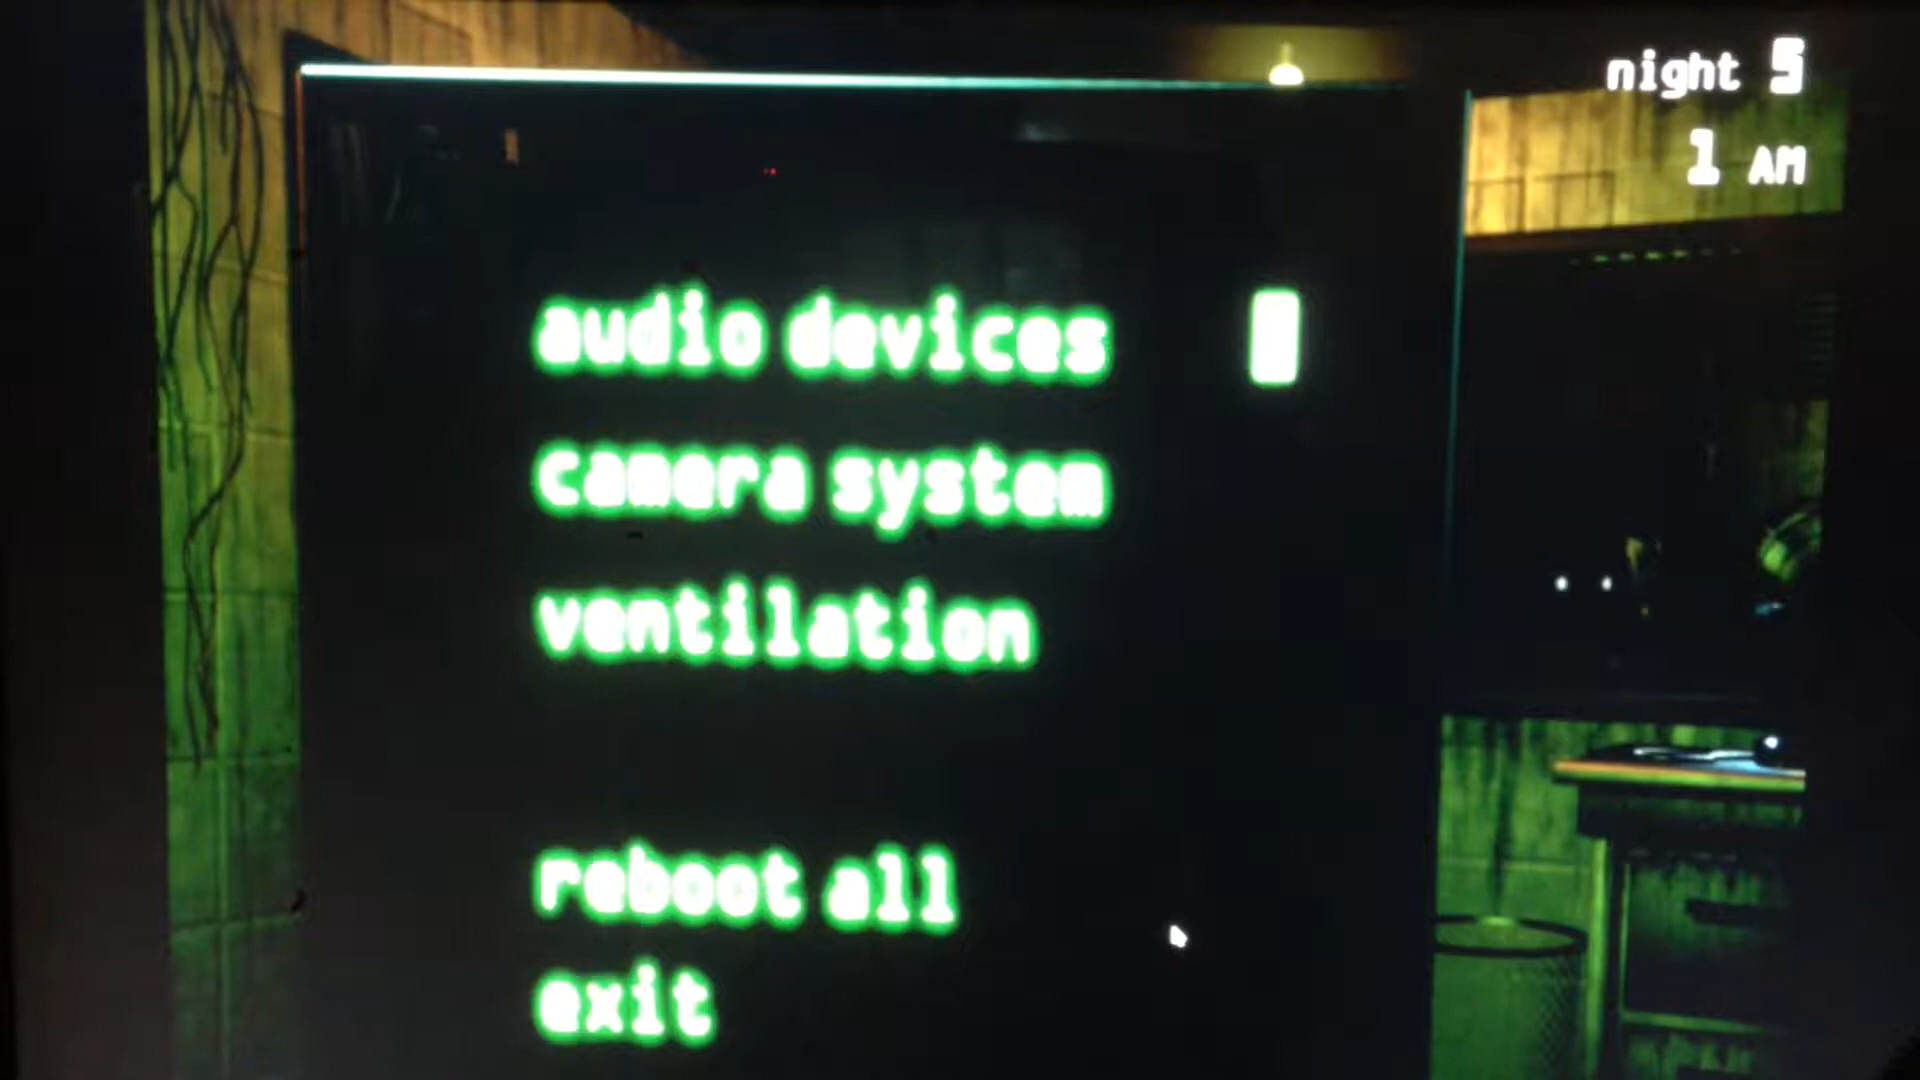 night 5
1 AM
audio devices
camera system
ventilation
reboot all
exit